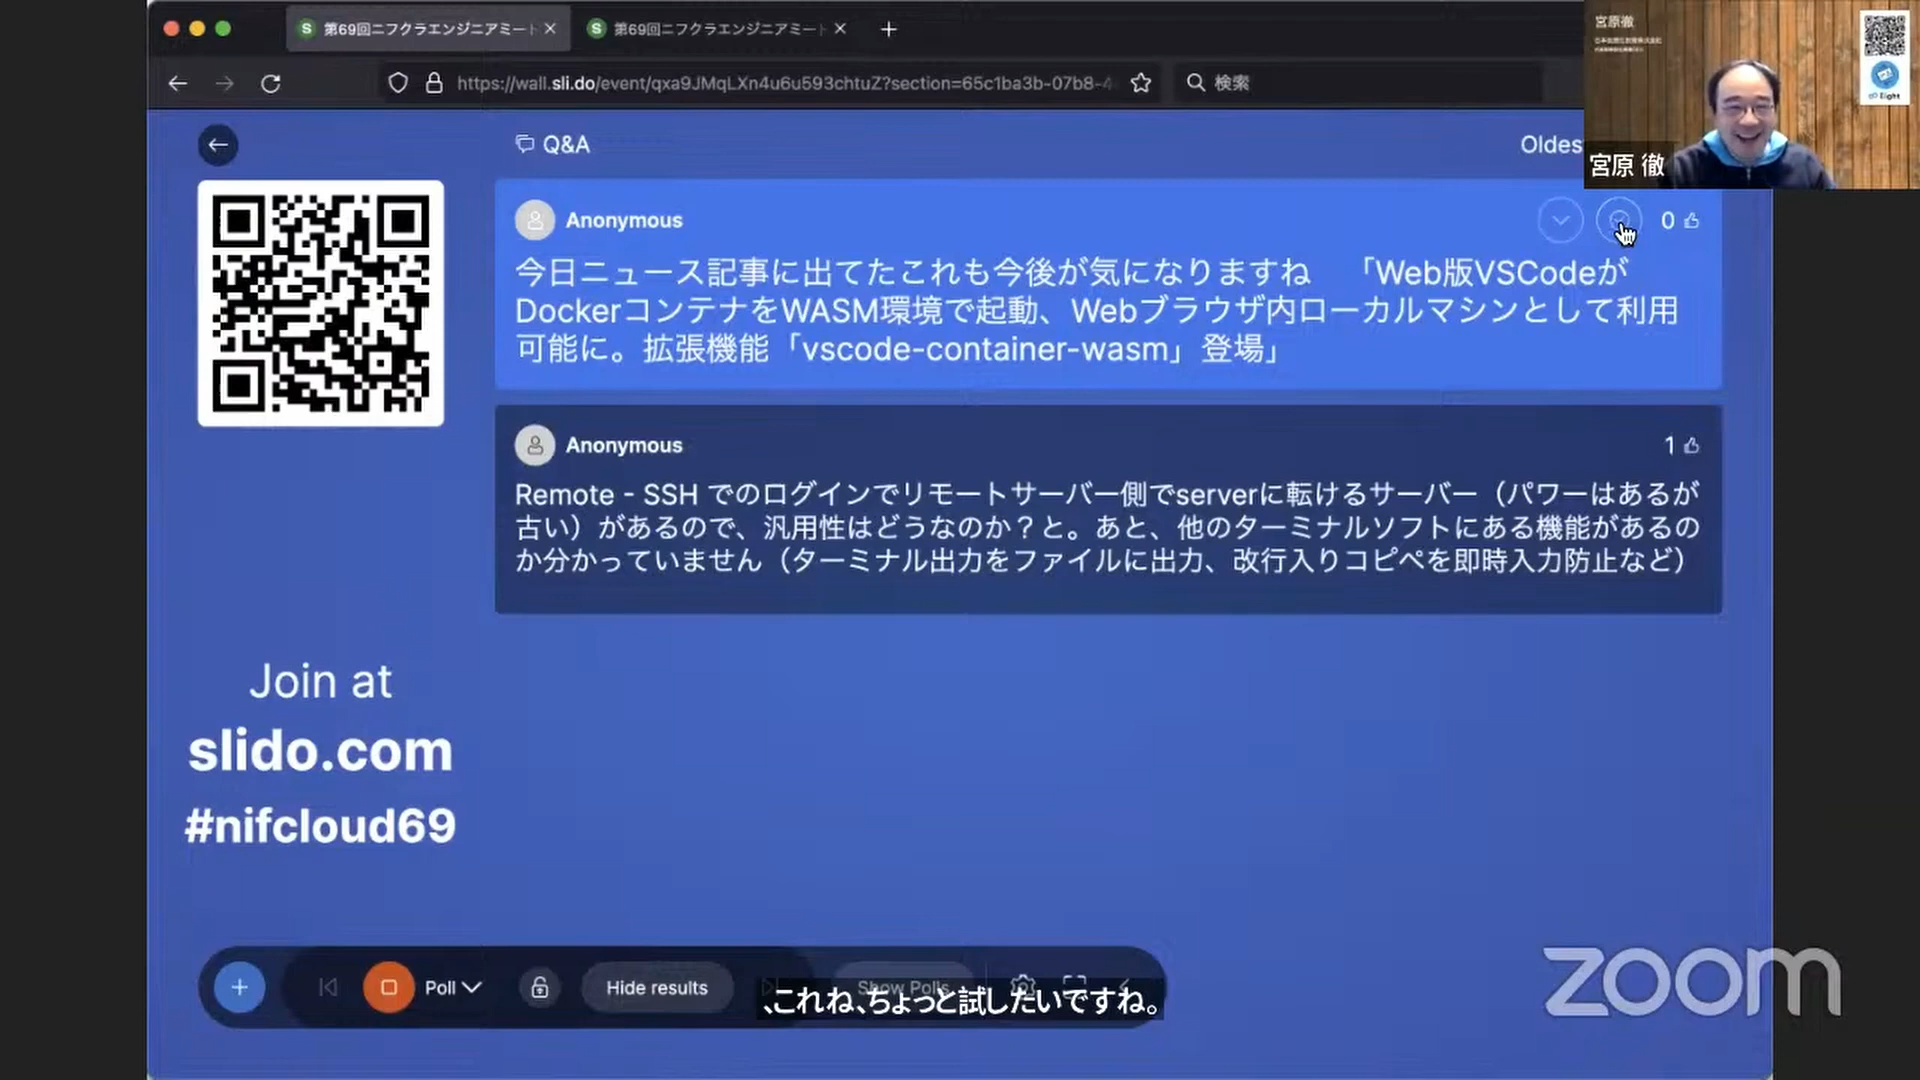 第69回ニフクラエンジニアミート
第69回ニフクラエンジニアミート
https://wall.sli.do/event/qxa9JMqLXn4u6u593chtuZ?section=65c1ba3b-07b8-4
検索
宮原徹
宮原 徹
Q&A
Oldes
Anonymous
0
今日ニュース記事に出てたこれも今後が気になりますね 「Web版VSCodeが
DockerコンテナをWASM環境で起動、Webブラウザ内ローカルマシンとして利用
可能に。拡張機能「vscode-container-wasm」登場」
Anonymous
1
Remote - SSH でのログインでリモートサーバー側でserverに転けるサーバー（パワーはあるが
古い）があるので、汎用性はどうなのか？と。あと、他のターミナルソフトにある機能があるの
か分かっていません（ターミナル出力をファイルに出力、改行入りコピペを即時入力防止など）
Join at
slido.com
#nifcloud69
Poll
Hide results
Show Polls
、これね、ちょっと試したいですね。
zoom